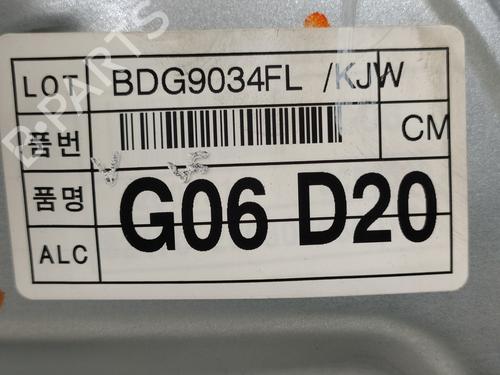 LOT BDG9034FL /KJW
품번 CM
품명 G06 D20
ALC
B-PARTS